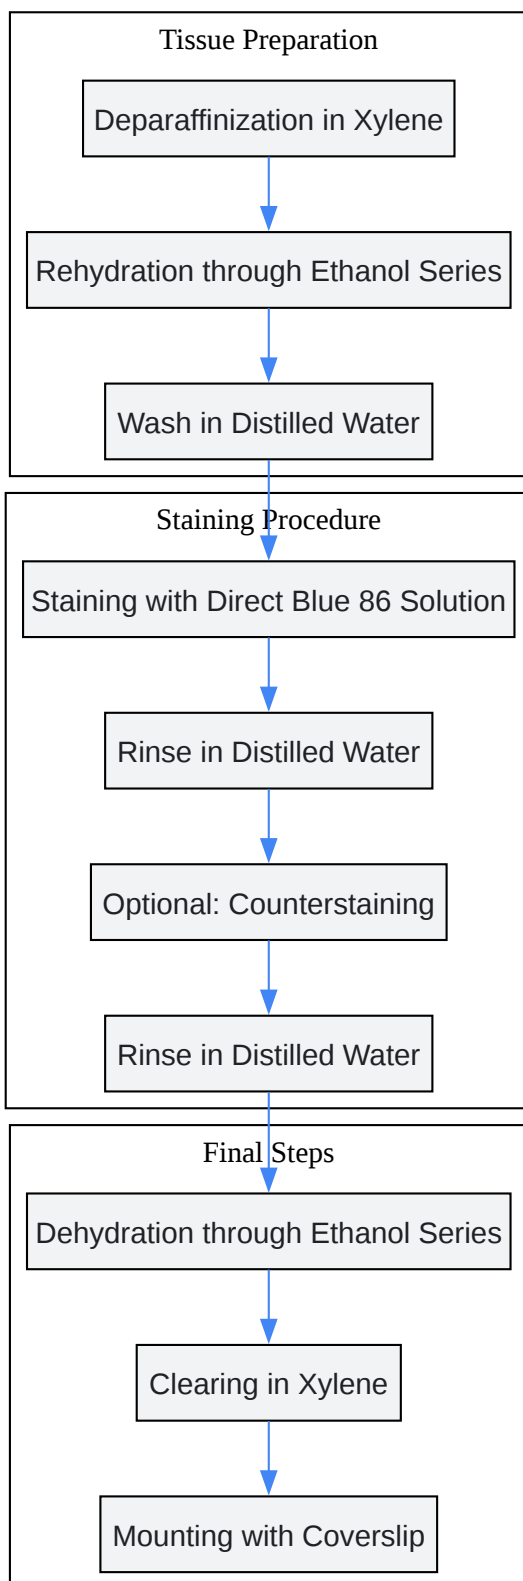 Tissue Preparation
Deparaffinization in Xylene
Rehydration through Ethanol Series
Wash in Distilled Water
Staining Procedure
Staining with Direct Blue 86 Solution
Rinse in Distilled Water
Optional: Counterstaining
Rinse in Distilled Water
Final Steps
Dehydration through Ethanol Series
Clearing in Xylene
Mounting with Coverslip